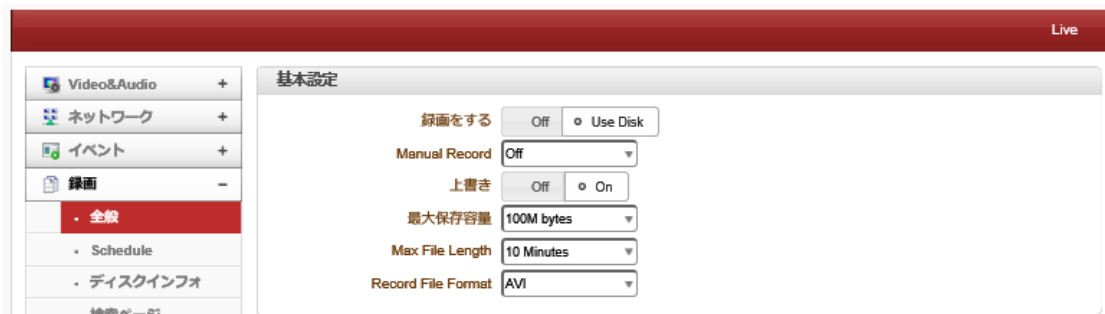 Live
Video&Audio +
ネットワーク +
イベント +
録画 −
全般
Schedule
ディスクインフォ
基本設定
録画をする Off Use Disk
Manual Record Off
上書き Off On
最大保存容量 100M bytes
Max File Length 10 Minutes
Record File Format AVI